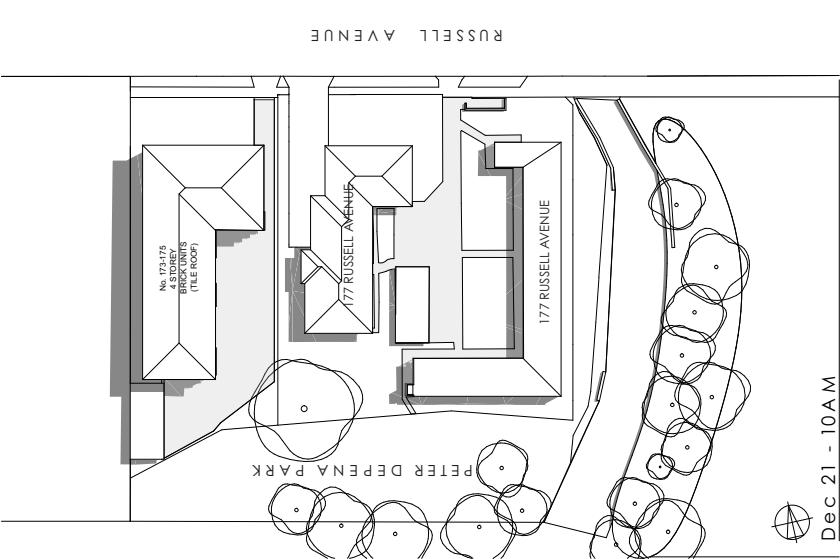 RUSSELL AVENUE
No. 173-175
4 STOREY
BRICK UNITS
(TILE ROOF)
177 RUSSELL AVENUE
177 RUSSELL AVENUE
PETER DEPENA PARK
Dec 21 - 10AM